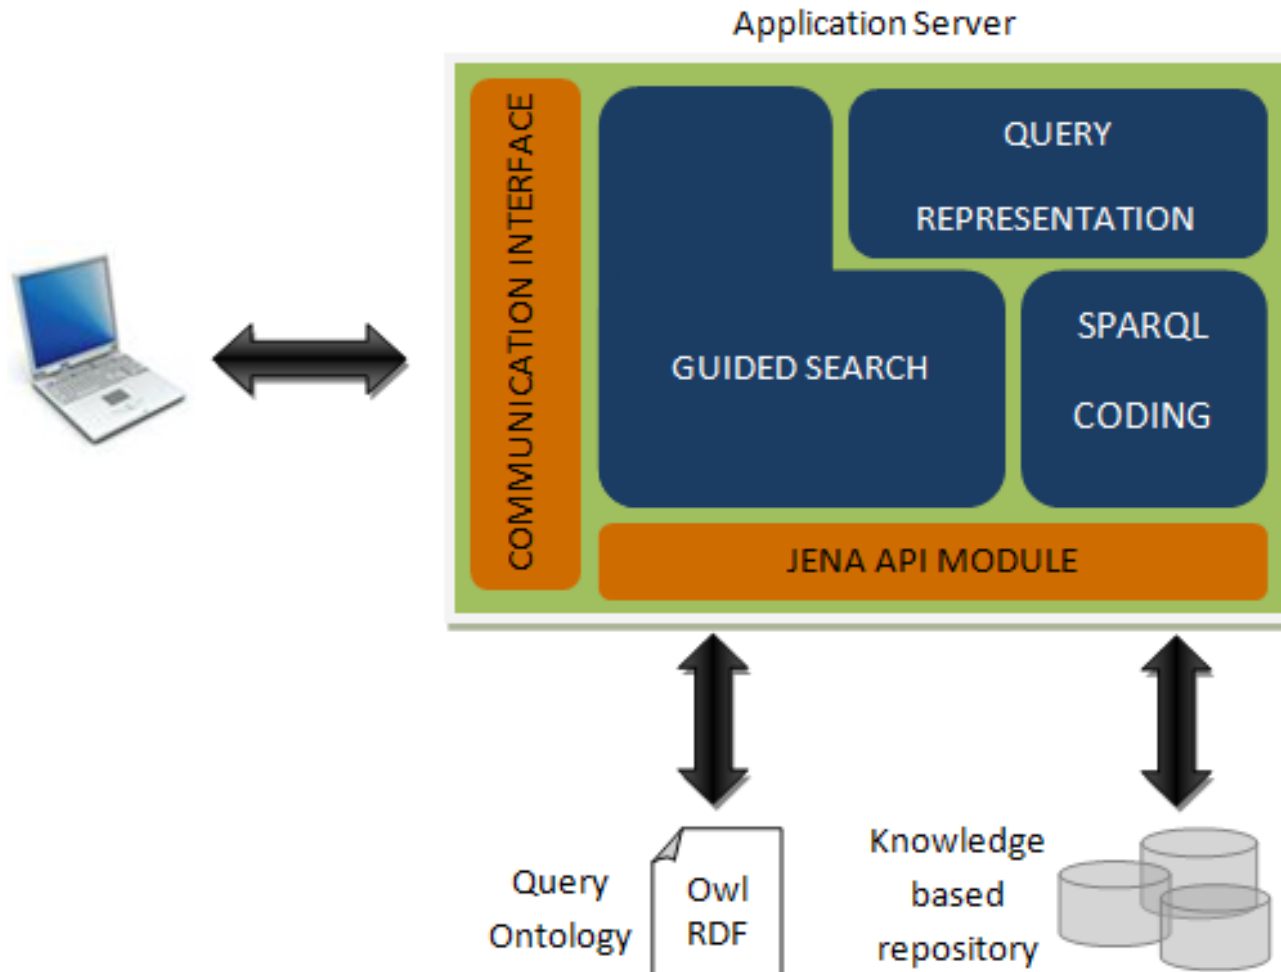 Application Server
COMMUNICATION INTERFACE
QUERY
REPRESENTATION
GUIDED SEARCH
SPARQL
CODING
JENA API MODULE
Query
Ontology
Owl
RDF
Knowledge
based
repository